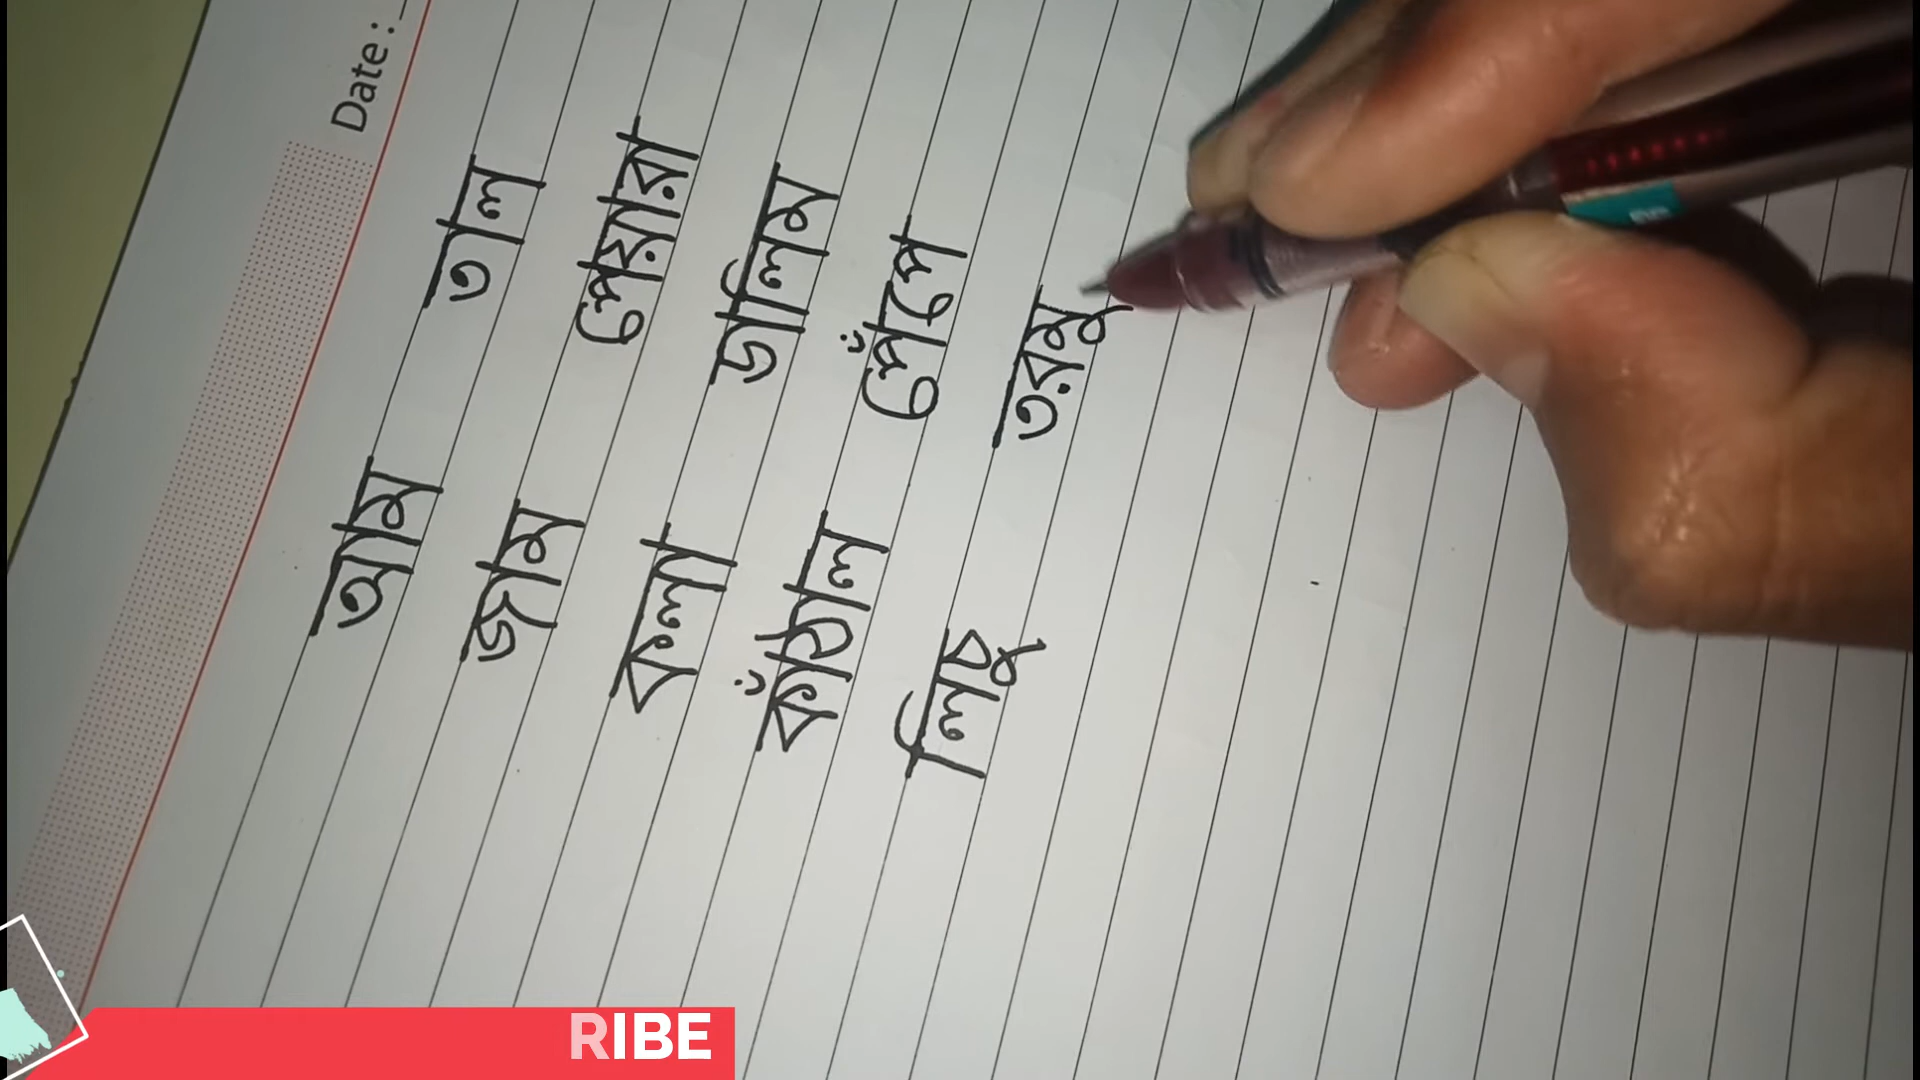 Date:
আম তাল
জাম পেয়ারা
কলা ডালিম
কাঁঠাল পেঁপে
লিচু তরমু
RIBE